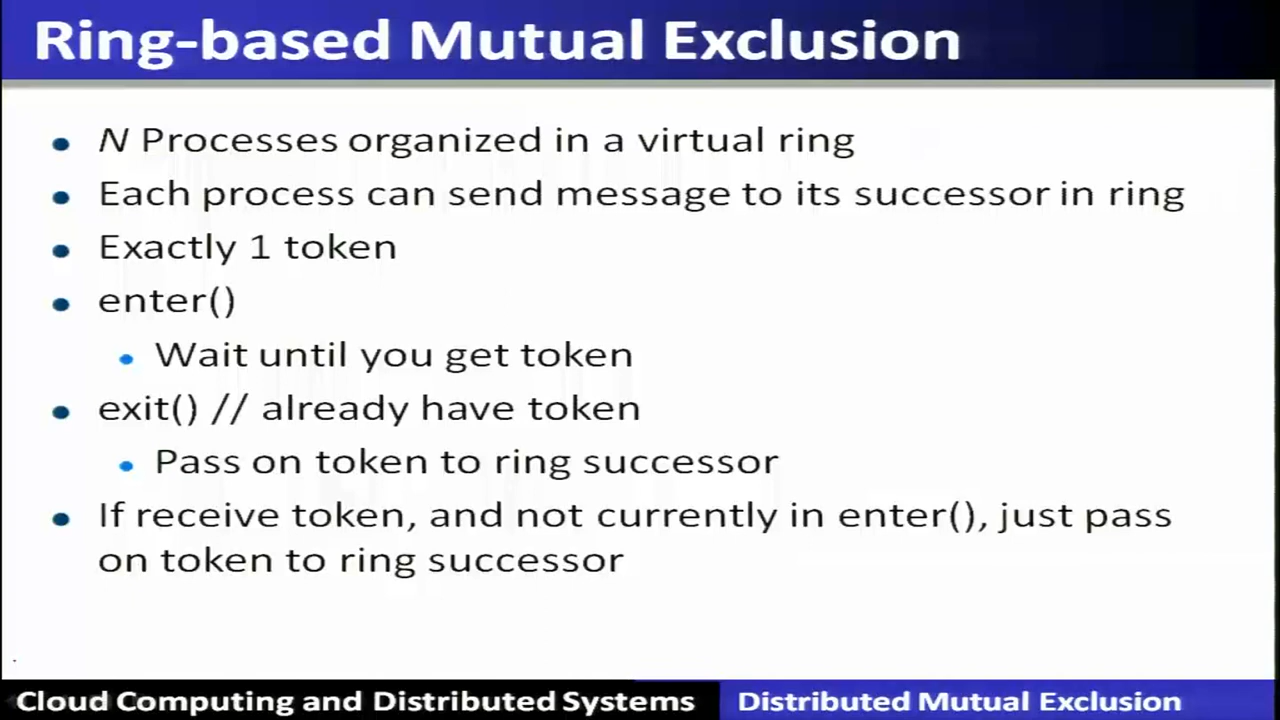 Ring-based Mutual Exclusion
• N Processes organized in a virtual ring
• Each process can send message to its successor in ring
• Exactly 1 token
• enter()
• Wait until you get token
• exit() // already have token
• Pass on token to ring successor
• If receive token, and not currently in enter(), just pass
on token to ring successor
Cloud Computing and Distributed Systems
Distributed Mutual Exclusion